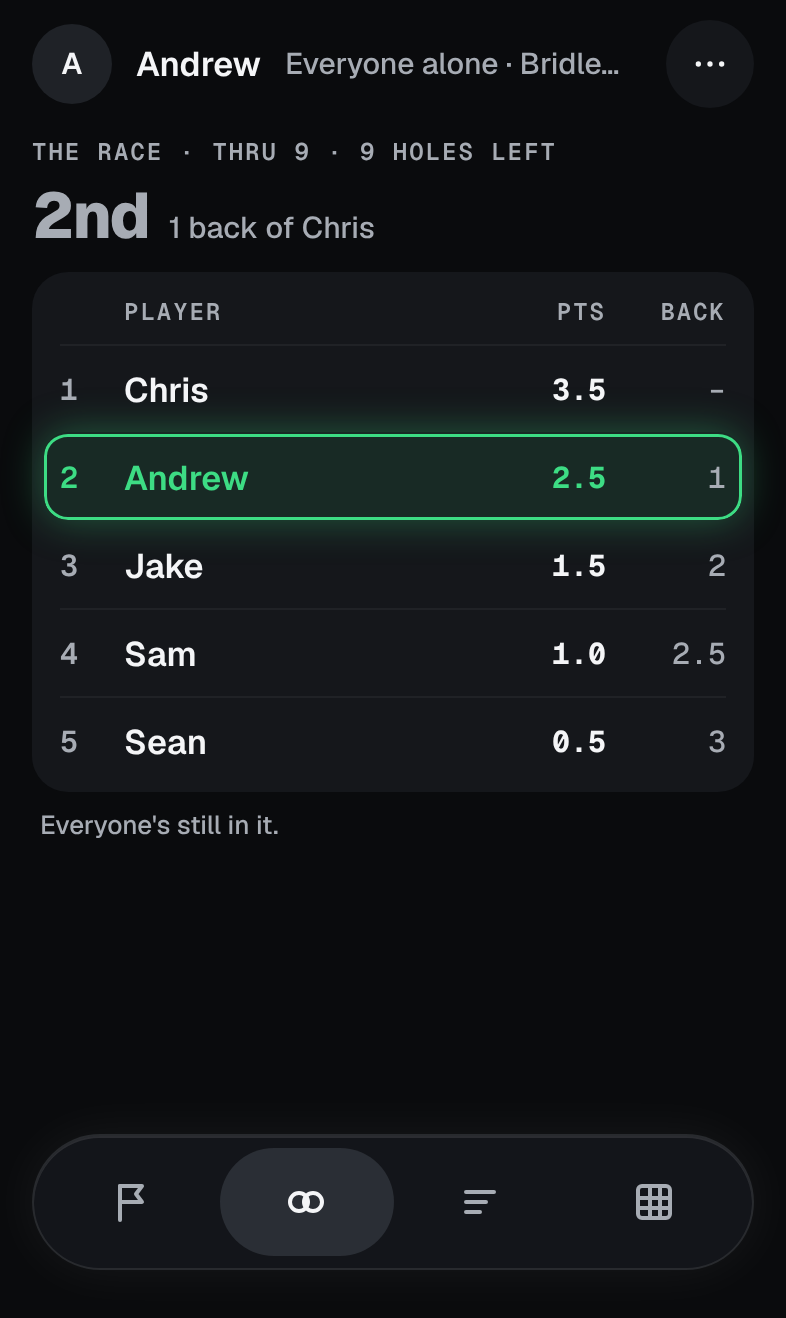 A Andrew Everyone alone · Bridle…
THE RACE · THRU 9 · 9 HOLES LEFT
2nd 1 back of Chris
PLAYER PTS BACK
1 Chris 3.5 –
2 Andrew 2.5 1
3 Jake 1.5 2
4 Sam 1.0 2.5
5 Sean 0.5 3
Everyone's still in it.